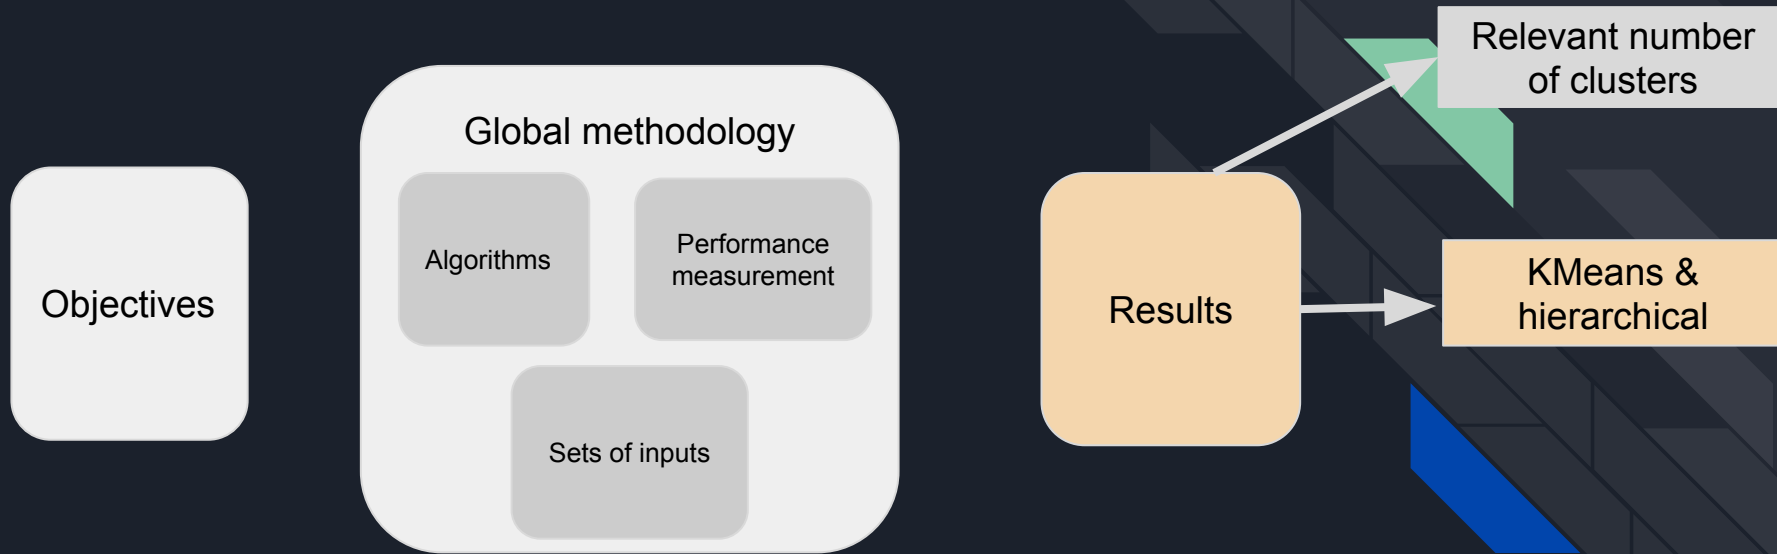 Objectives
Global methodology
Algorithms
Performance
measurement
Sets of inputs
Results
Relevant number
of clusters
KMeans &
hierarchical